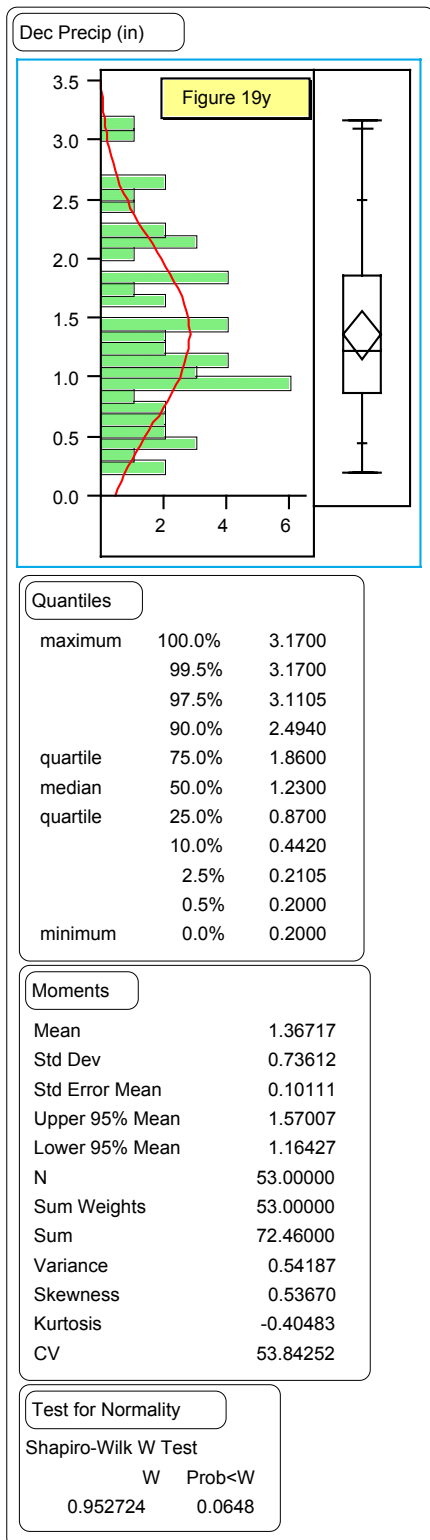 Dec Precip (in)
Figure 19y
3.5
3.0
2.5
2.0
1.5
1.0
0.5
0.0
2 4 6
Quantiles
maximum 100.0% 3.1700
99.5% 3.1700
97.5% 3.1105
90.0% 2.4940
quartile 75.0% 1.8600
median 50.0% 1.2300
quartile 25.0% 0.8700
10.0% 0.4420
2.5% 0.2105
0.5% 0.2000
minimum 0.0% 0.2000
Moments
Mean 1.36717
Std Dev 0.73612
Std Error Mean 0.10111
Upper 95% Mean 1.57007
Lower 95% Mean 1.16427
N 53.00000
Sum Weights 53.00000
Sum 72.46000
Variance 0.54187
Skewness 0.53670
Kurtosis -0.40483
CV 53.84252
Test for Normality
Shapiro-Wilk W Test
W Prob<W
0.952724 0.0648